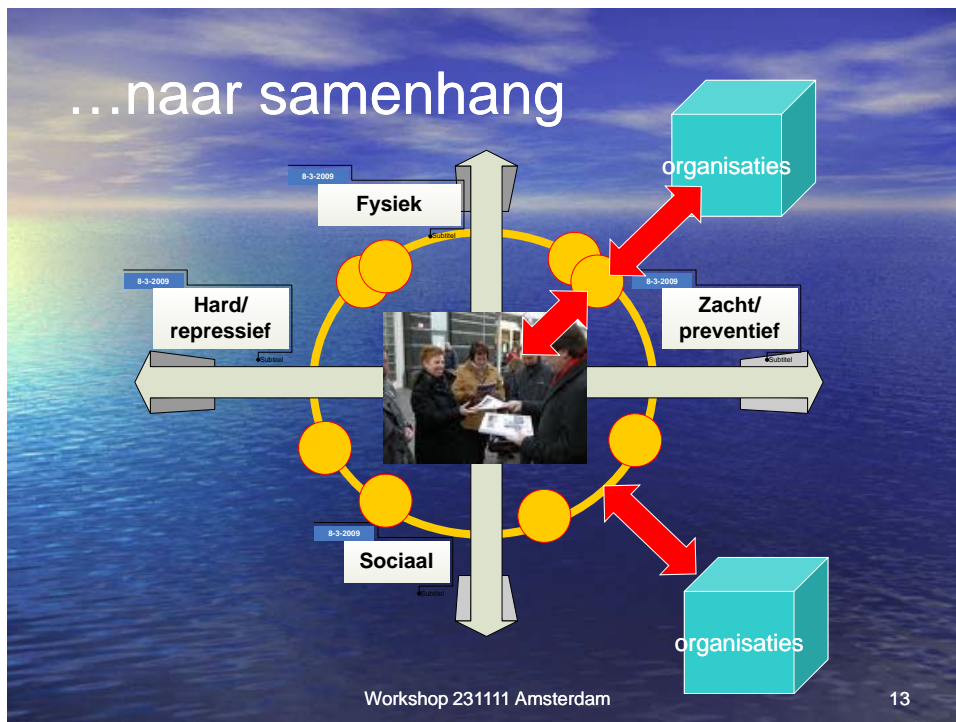 …naar samenhang
organisaties
8-3-2009
Fysiek
Subtitel
8-3-2009
Hard/
repressief
Subtitel
8-3-2009
Zacht/
preventief
Subtitel
8-3-2009
Sociaal
Subtitel
organisaties
Workshop 231111 Amsterdam
13